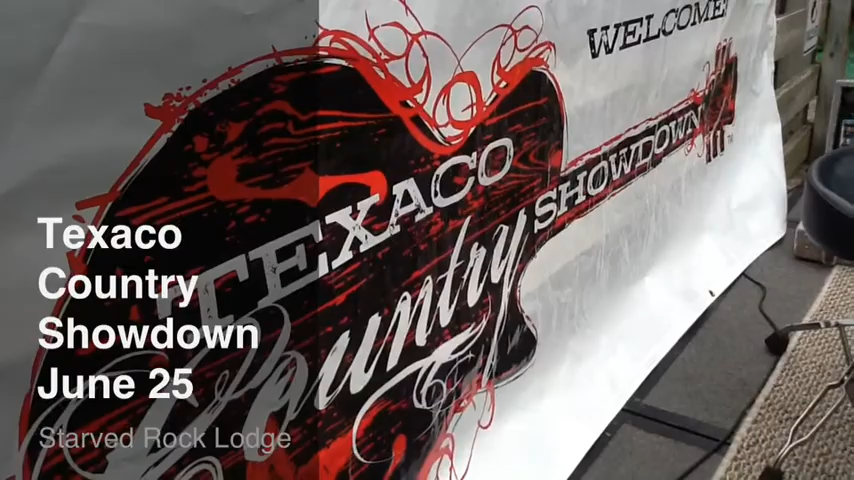 WELCOME
TEXACO
Country
SHOWDOWN
Texaco
Country
Showdown
June 25
Starved Rock Lodge